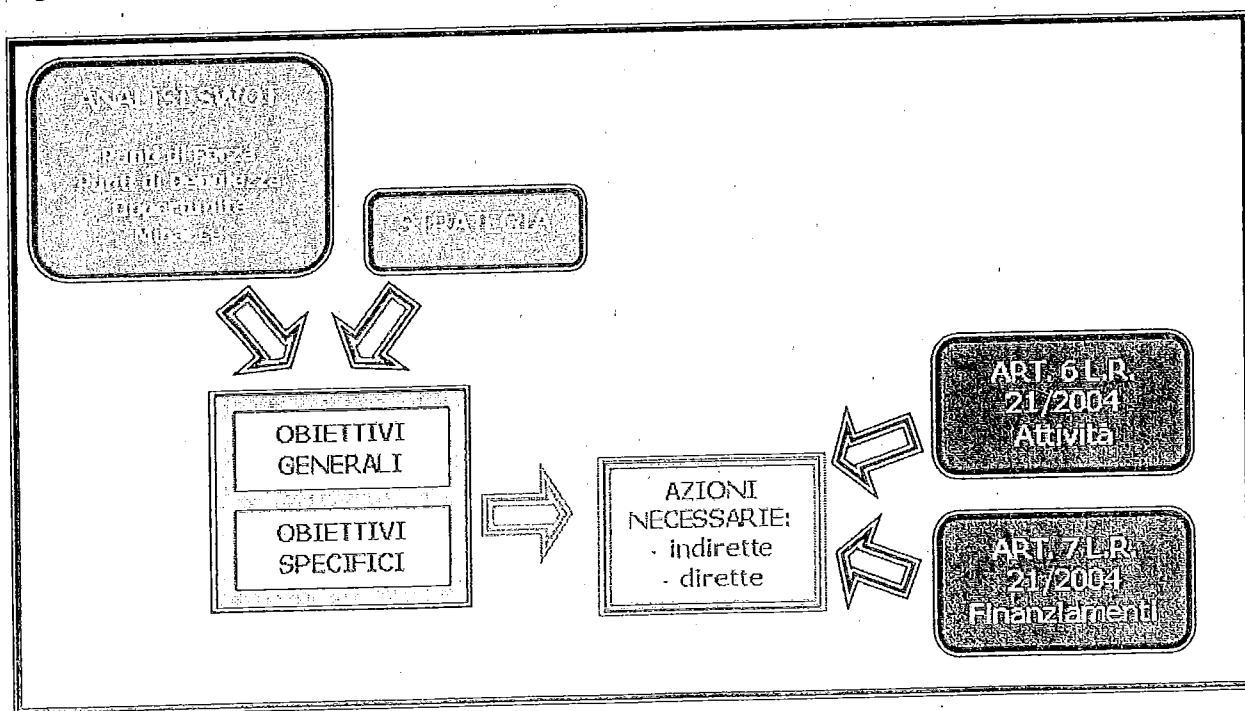 ANALISI SWOT
Punti di Forza
Punti di Debolezza
Opportunità
STRATEGIA
OBIETTIVI
GENERALI
OBIETTIVI
SPECIFICI
AZIONI
NECESSARIE:
- indirette
- dirette
ART. 6 L.R.
21/2004
Attività
ART. 7 L.R.
21/2004
Finanziamenti